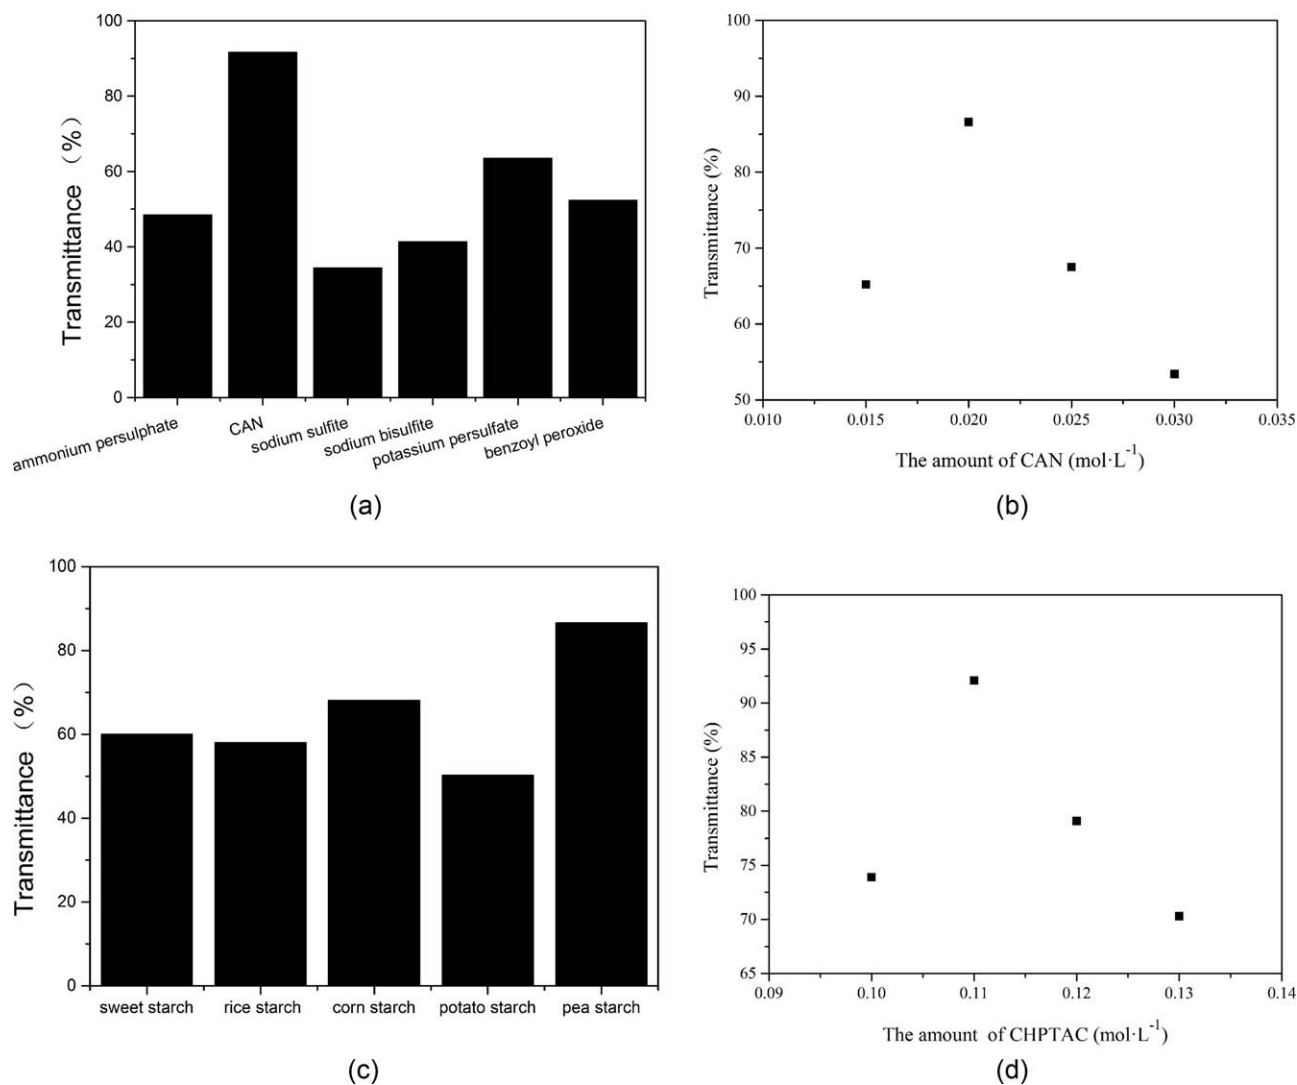 100
80
60
40
20
0
Transmittance (%)
ammonium persulphate
CAN
sodium sulfite
sodium bisulfite
potassium persulfate
benzoyl peroxide
(a)
100
90
80
70
60
50
Transmittance (%)
0.010 0.015 0.020 0.025 0.030 0.035
The amount of CAN (mol·L⁻¹)
(b)
100
80
60
40
20
0
Transmittance (%)
sweet starch rice starch corn starch potato starch pea starch
(c)
100
95
90
85
80
75
70
65
Transmittance (%)
0.09 0.10 0.11 0.12 0.13 0.14
The amount of CHPTAC (mol·L⁻¹)
(d)